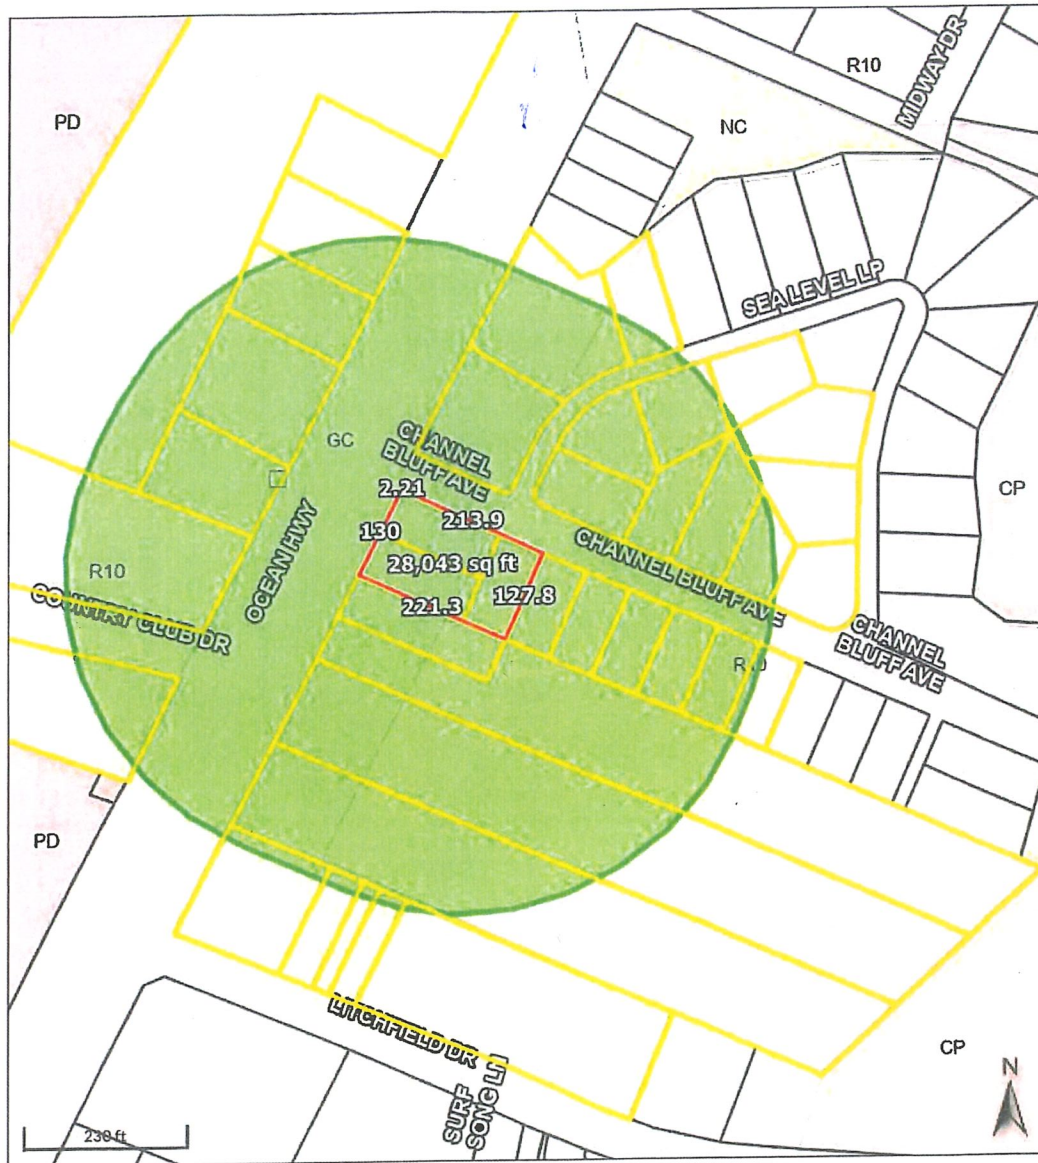 R10
MIDWAY DR
PD
NC
SEA LEVEL LP
GC
CHANNEL
BLUFF AVE
2.21
213.9
130
28,043 sq ft
127.8
221.3
CP
OCEAN HWY
CHANNEL BLUFF AVE
R10
COUNTRY CLUB DR
CHANNEL
BLUFF AVE
PD
LITCHFIELD DR
SURF
SONG LN
CP
N
230 ft